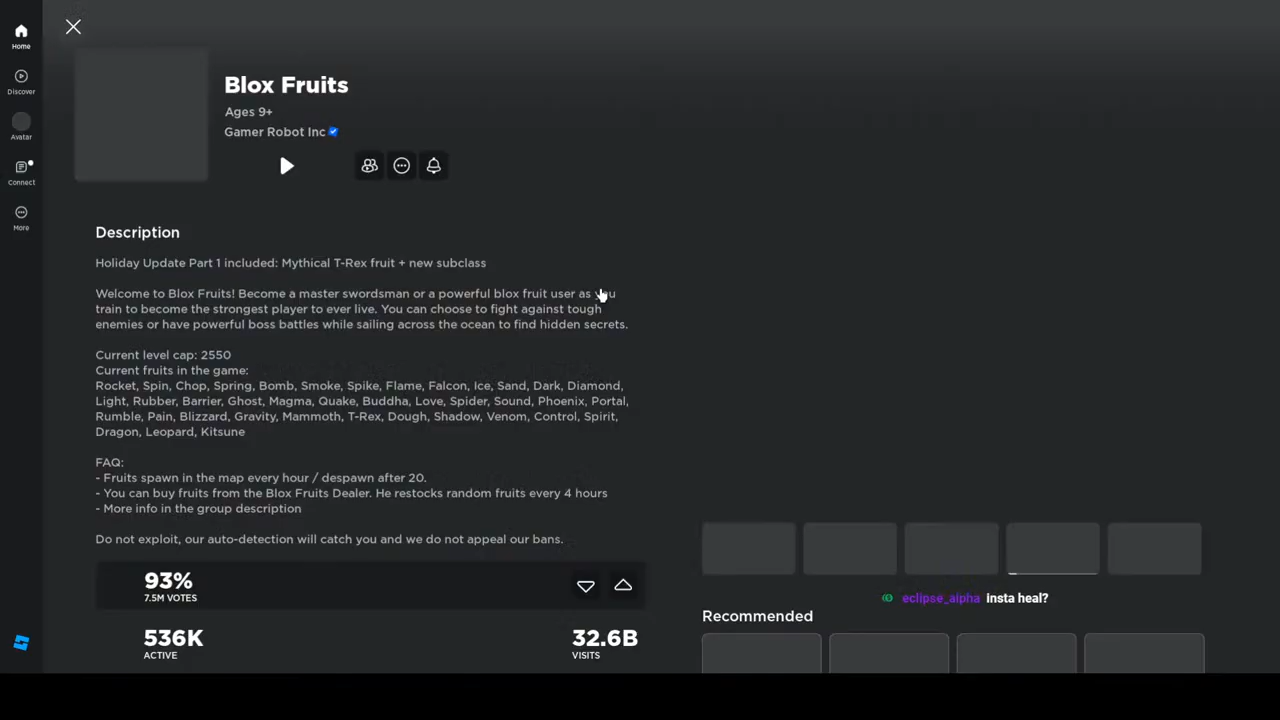 Home
Discover
Avatar
Connect
More
Blox Fruits
Ages 9+
Gamer Robot Inc
Description
Holiday Update Part 1 included: Mythical T-Rex fruit + new subclass
Welcome to Blox Fruits! Become a master swordsman or a powerful blox fruit user as you
train to become the strongest player to ever live. You can choose to fight against tough
enemies or have powerful boss battles while sailing across the ocean to find hidden secrets.
Current level cap: 2550
Current fruits in the game:
Rocket, Spin, Chop, Spring, Bomb, Smoke, Spike, Flame, Falcon, Ice, Sand, Dark, Diamond,
Light, Rubber, Barrier, Ghost, Magma, Quake, Buddha, Love, Spider, Sound, Phoenix, Portal,
Rumble, Pain, Blizzard, Gravity, Mammoth, T-Rex, Dough, Shadow, Venom, Control, Spirit,
Dragon, Leopard, Kitsune
FAQ:
- Fruits spawn in the map every hour / despawn after 20.
- You can buy fruits from the Blox Fruits Dealer. He restocks random fruits every 4 hours
- More info in the group description
Do not exploit, our auto-detection will catch you and we do not appeal our bans.
93%
7.5M VOTES
536K
ACTIVE
32.6B
VISITS
eclipse_alpha insta heal?
Recommended